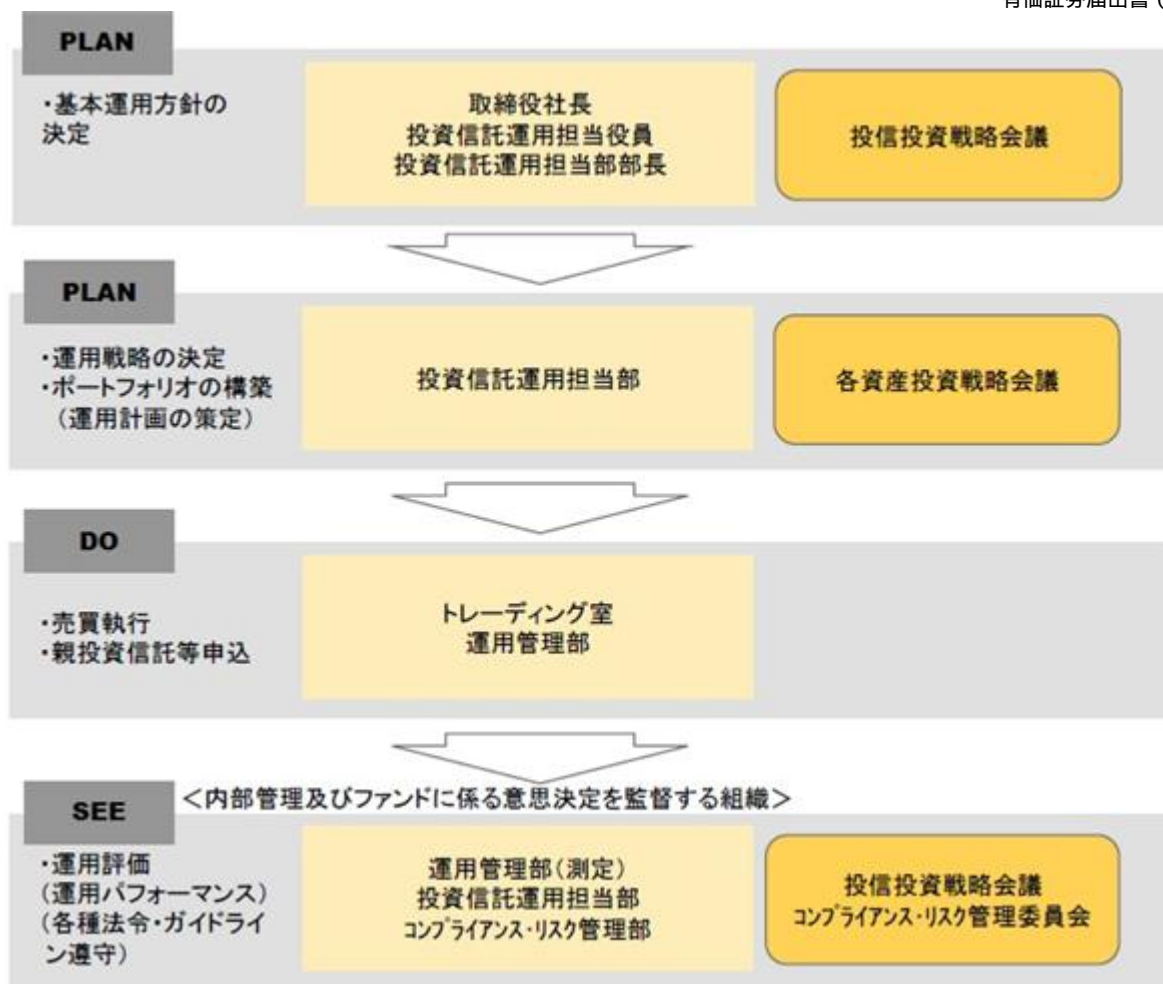 有価証券届出書（
PLAN
・基本運用方針の
決定
取締役社長
投資信託運用担当役員
投資信託運用担当部部長
投信投資戦略会議
PLAN
・運用戦略の決定
・ポートフォリオの構築
（運用計画の策定）
投資信託運用担当部
各資産投資戦略会議
DO
・売買執行
・親投資信託等申込
トレーディング室
運用管理部
SEE
＜内部管理及びファンドに係る意思決定を監督する組織＞
・運用評価
(運用パフォーマンス)
(各種法令・ガイドライ
ン遵守)
運用管理部(測定)
投資信託運用担当部
ｺﾝﾌﾟﾗｲｱﾝｽ･ﾘｽｸ管理部
投信投資戦略会議
ｺﾝﾌﾟﾗｲｱﾝｽ･ﾘｽｸ管理委員会